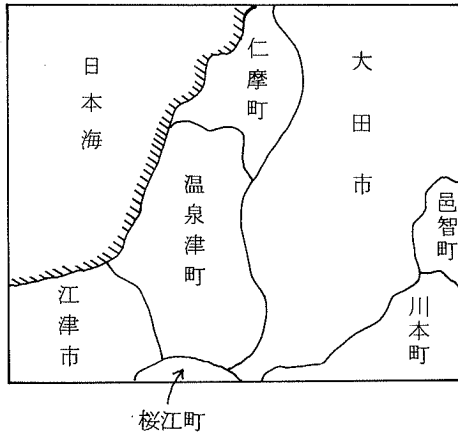 日本海
仁摩町
大田市
温泉津町
邑智町
江津市
川本町
桜江町